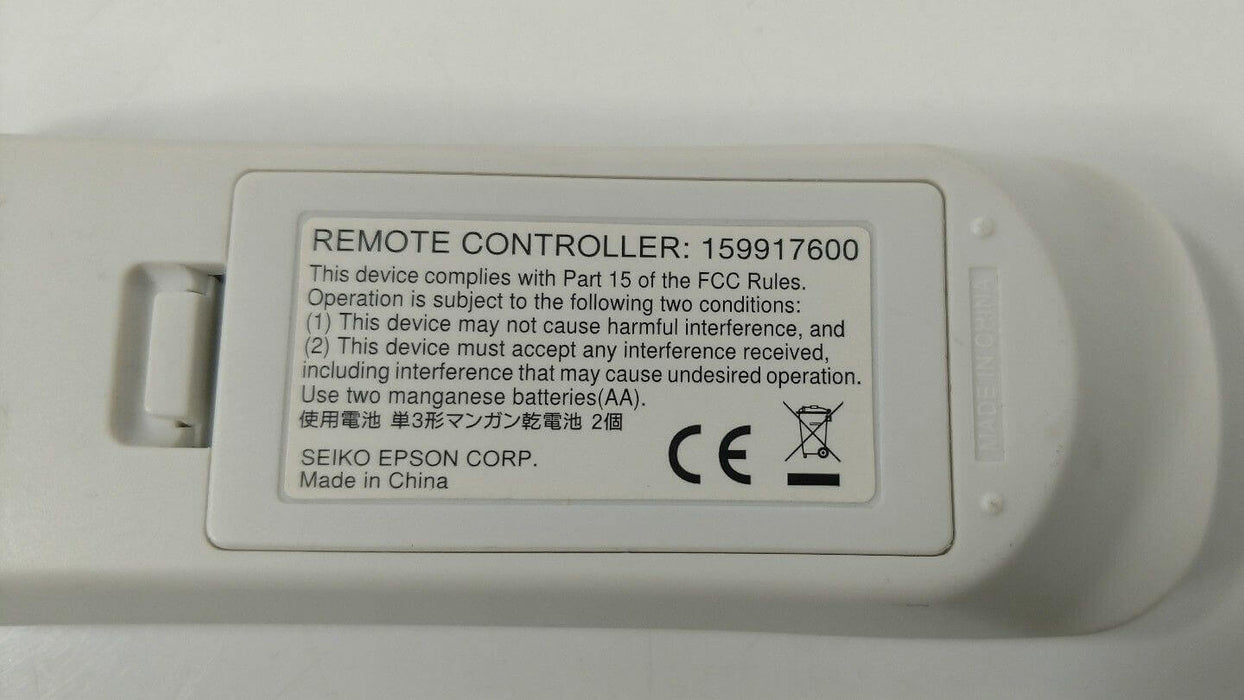 REMOTE CONTROLLER: 159917600
This device complies with Part 15 of the FCC Rules.
Operation is subject to the following two conditions:
(1) This device may not cause harmful interference, and
(2) This device must accept any interference received,
including interference that may cause undesired operation.
Use two manganese batteries(AA).
使用電池 単3形マンガン乾電池 2個
SEIKO EPSON CORP.
Made in China
CE
MADE IN CHINA